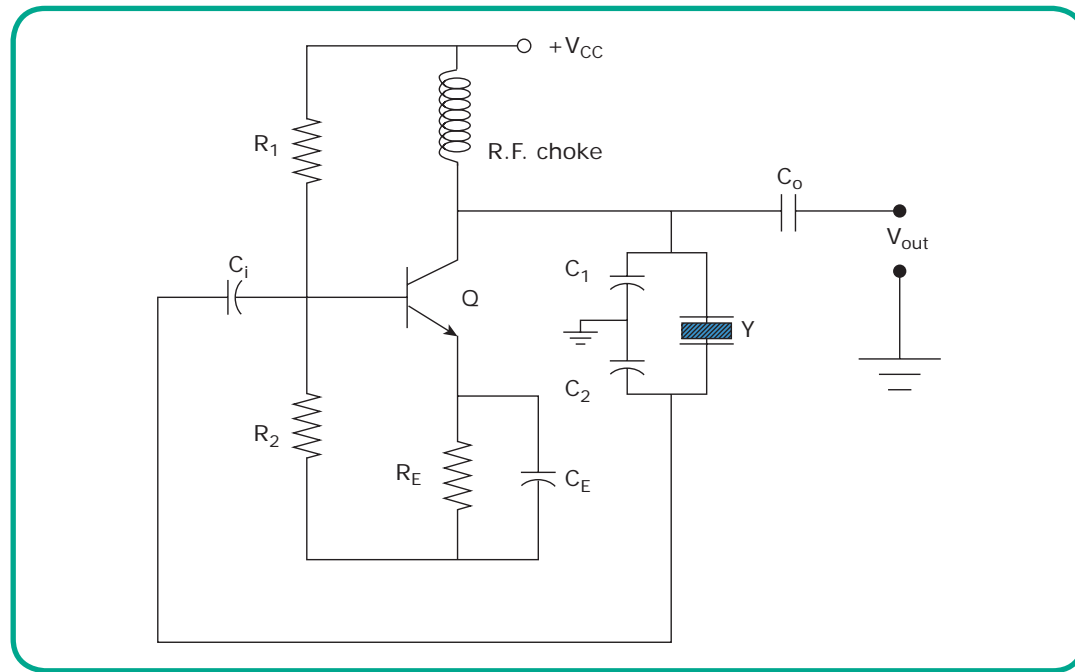 +V_CC
R_1
R.F. choke
C_o
V_out
C_i
C_1
Q
Y
C_2
R_2
R_E
C_E